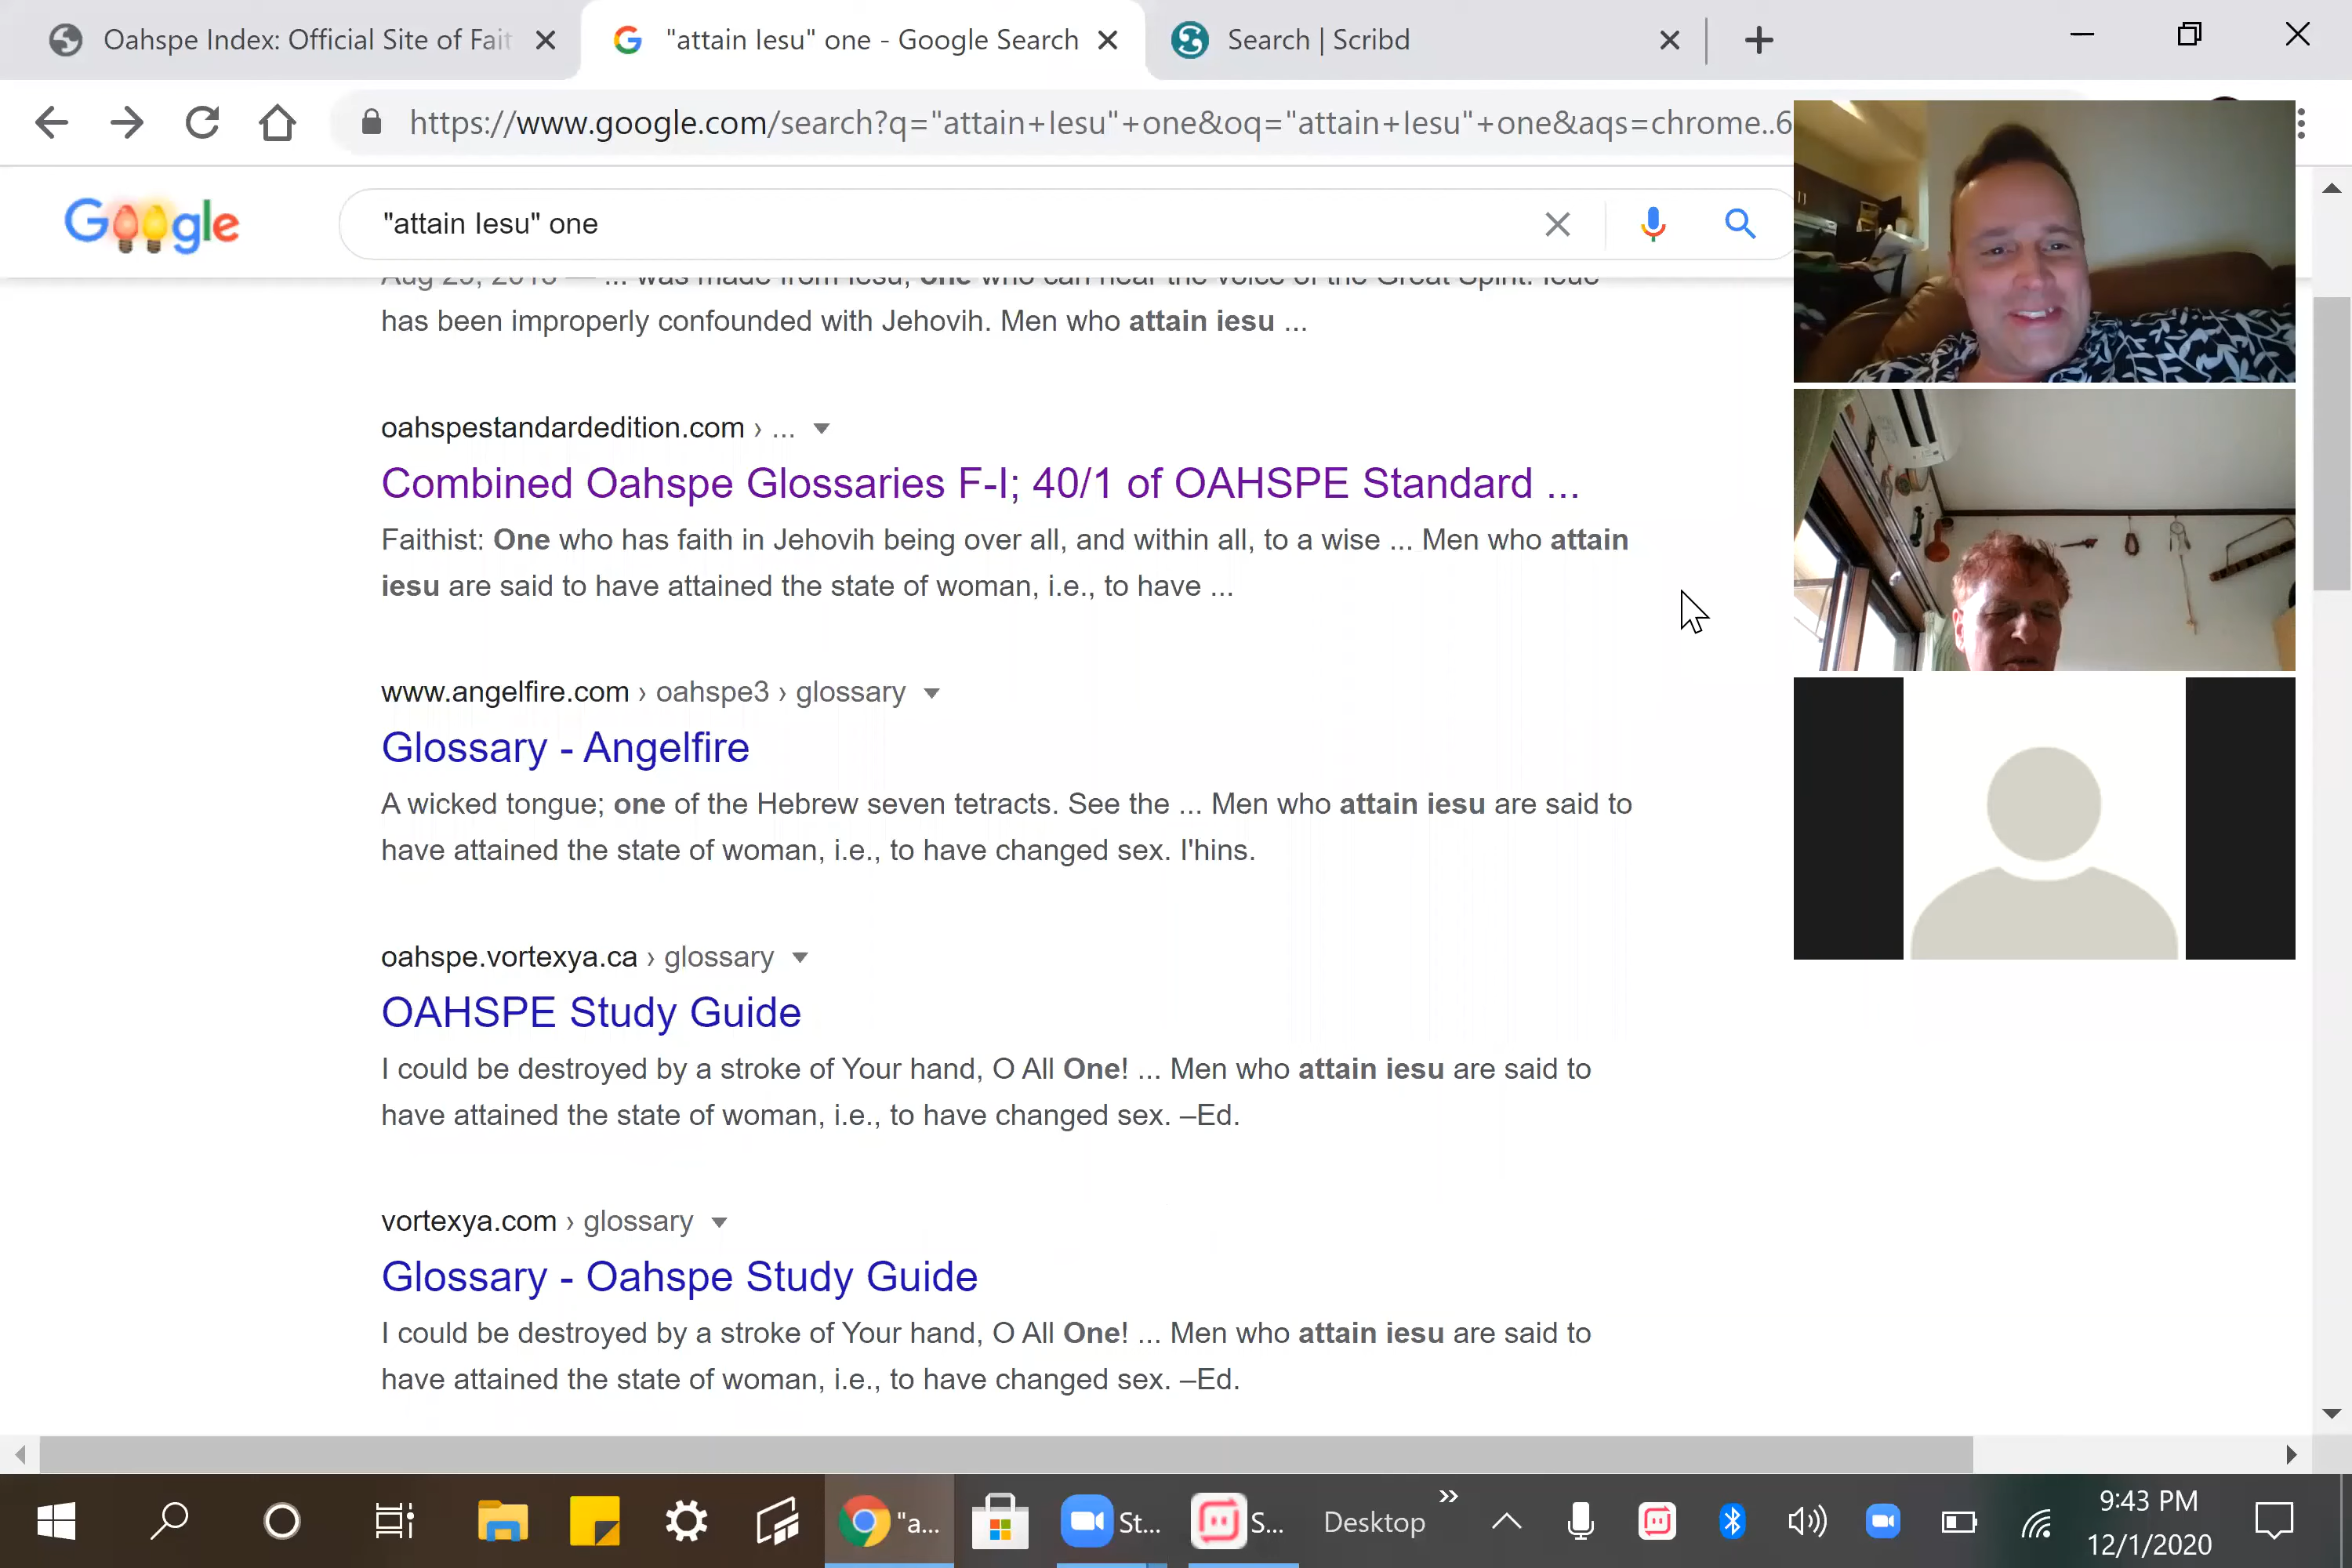 Oahspe Index: Official Site of Fait
"attain Iesu" one - Google Search
Search | Scribd
https://www.google.com/search?q="attain+Iesu"+one&oq="attain+Iesu"+one&aqs=chrome..6
Google
"attain Iesu" one
has been improperly confounded with Jehovih. Men who attain iesu ...
oahspestandardedition.com › ...
Combined Oahspe Glossaries F-I; 40/1 of OAHSPE Standard ...
Faithist: One who has faith in Jehovih being over all, and within all, to a wise ... Men who attain
iesu are said to have attained the state of woman, i.e., to have ...
www.angelfire.com › oahspe3 › glossary
Glossary - Angelfire
A wicked tongue; one of the Hebrew seven tetracts. See the ... Men who attain iesu are said to
have attained the state of woman, i.e., to have changed sex. I'hins.
oahspe.vortexya.ca › glossary
OAHSPE Study Guide
I could be destroyed by a stroke of Your hand, O All One! ... Men who attain iesu are said to
have attained the state of woman, i.e., to have changed sex. –Ed.
vortexya.com › glossary
Glossary - Oahspe Study Guide
I could be destroyed by a stroke of Your hand, O All One! ... Men who attain iesu are said to
have attained the state of woman, i.e., to have changed sex. –Ed.
"a...
St...
S...
Desktop
9:43 PM
12/1/2020